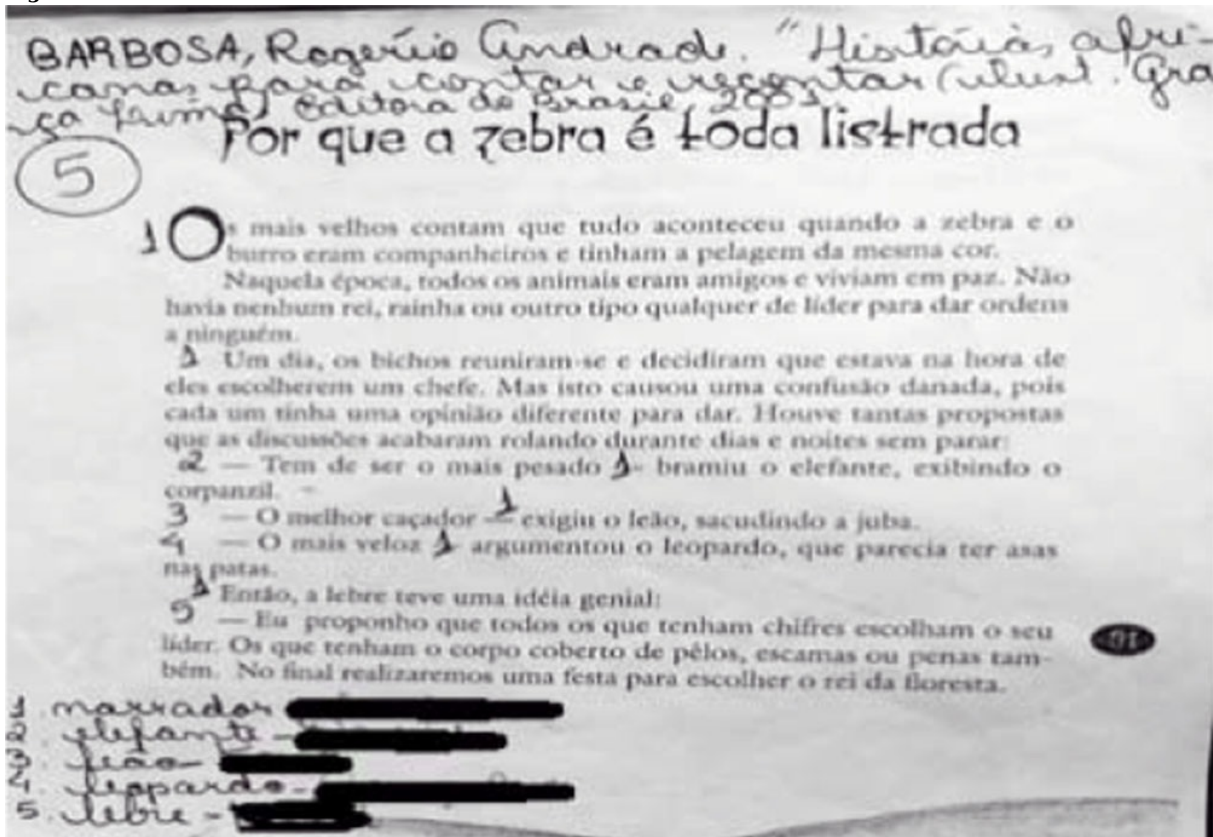 BARBOSA, Rogério Andrade. "Histórias afri-
canas para contar e recontar (ilust. Gra
ça Lima) Editora do Brasil, 2001
Por que a zebra é toda listrada
5
1 Os mais velhos contam que tudo aconteceu quando a zebra e o
burro eram companheiros e tinham a pelagem da mesma cor.
Naquela época, todos os animais eram amigos e viviam em paz. Não
havia nenhum rei, rainha ou outro tipo qualquer de líder para dar ordens
a ninguém.
1 Um dia, os bichos reuniram-se e decidiram que estava na hora de
eles escolherem um chefe. Mas isto causou uma confusão danada, pois
cada um tinha uma opinião diferente para dar. Houve tantas propostas
que as discussões acabaram rolando durante dias e noites sem parar:
2 — Tem de ser o mais pesado 1 - bramiu o elefante, exibindo o
corpanzil.
3 — O melhor caçador 1 — exigiu o leão, sacudindo a juba.
4 — O mais veloz 1 - argumentou o leopardo, que parecia ter asas
nas patas.
1 Então, a lebre teve uma idéia genial:
5 — Eu proponho que todos os que tenham chifres escolham o seu
líder. Os que tenham o corpo coberto de pêlos, escamas ou penas tam-
bém. No final realizaremos uma festa para escolher o rei da floresta.
1. narrador
2. elefante -
3. leão -
4. leopardo -
5. lebre -